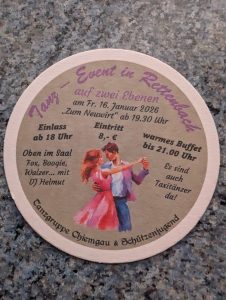 Tanz - Event in Rettenbach
auf zwei Ebenen
am Fr. 16. Januar 2026
„Zum Neuwirt" ab 19.30 Uhr
Einlass
ab 18 Uhr
Eintritt
8,- €
warmes Buffet
bis 21.00 Uhr
Oben im Saal
Fox, Boogie,
Walzer... mit
DJ Helmut
Es sind
auch
Taxitänzer
da!
Tanzgruppe Chiemgau & Schützenjugend